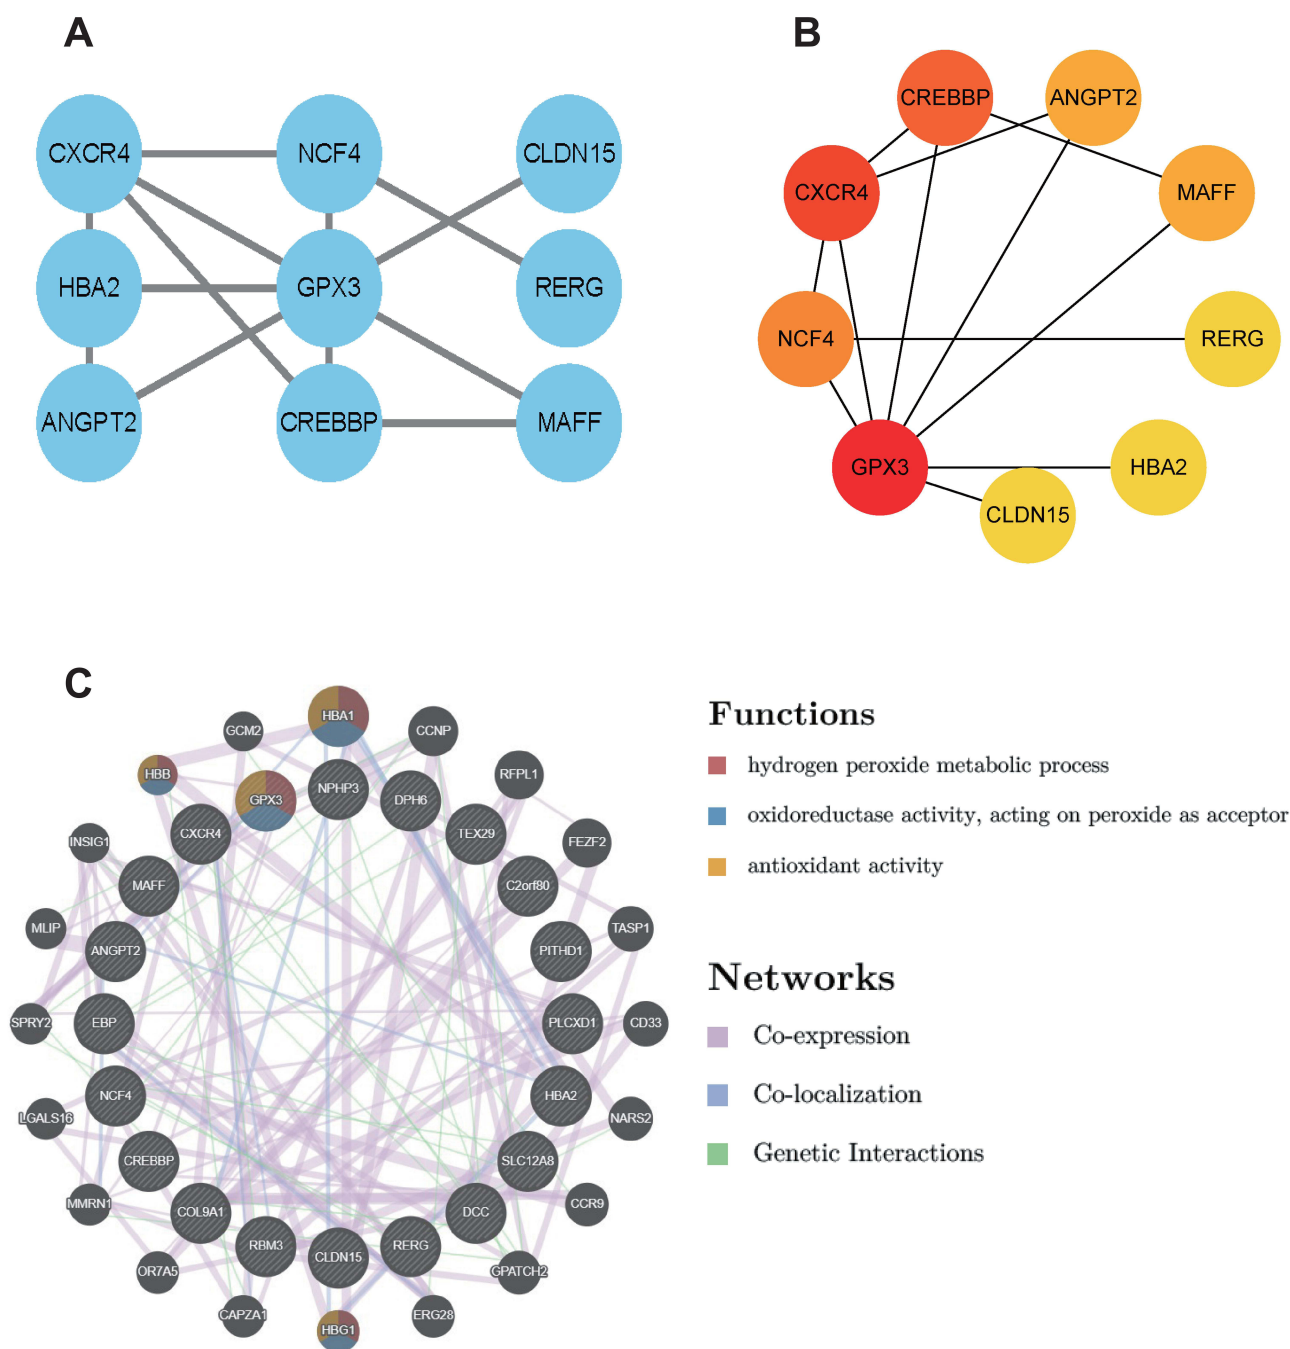 A
CXCR4
NCF4
CLDN15
HBA2
GPX3
RERG
ANGPT2
CREBBP
MAFF
B
CREBBP
ANGPT2
CXCR4
MAFF
NCF4
RERG
GPX3
HBA2
CLDN15
C
HBA1
GCM2
CCNP
HBB
RFPL1
NPHP3
GPX3
DPH6
CXCR4
TEX29
INSIG1
FEZF2
MAFF
C2orf80
MLIP
TASP1
ANGPT2
PITHD1
SPRY2
EBP
PLCXD1
CD33
NCF4
HBA2
LGALS16
NARS2
CREBBP
SLC12A8
MMRN1
CCR9
COL9A1
DCC
RBM3
RERG
CLDN15
OR7A5
GPATCH2
CAPZA1
ERG28
HBG1
Functions
hydrogen peroxide metabolic process
oxidoreductase activity, acting on peroxide as acceptor
antioxidant activity
Networks
Co-expression
Co-localization
Genetic Interactions